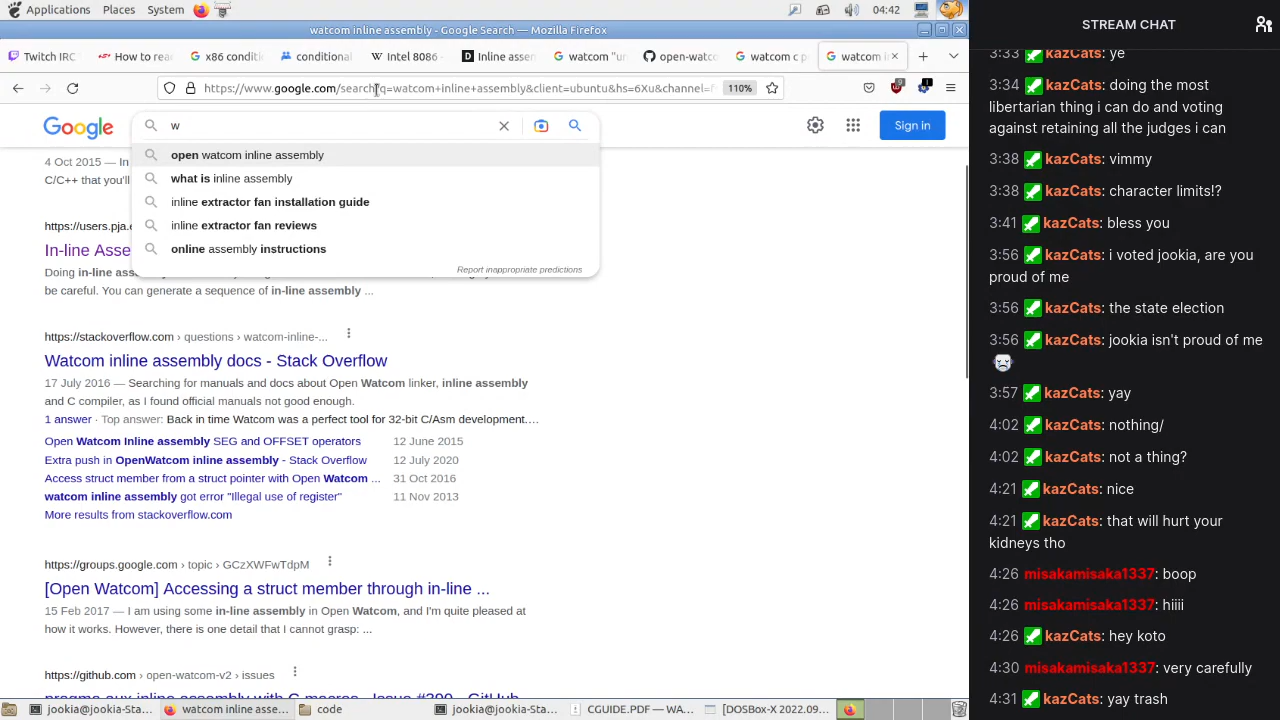 Applications Places System 04:42
watcom inline assembly - Google Search — Mozilla Firefox
Twitch IRC How to rea x86 conditi conditional Intel 8086 Inline assen watcom "un open-watco watcom c p watcom i
https://www.google.com/search?q=watcom+inline+assembly&client=ubuntu&hs=6Xu&channel=f 110%
Google w Sign in
open watcom inline assembly
what is inline assembly
inline extractor fan installation guide
inline extractor fan reviews
online assembly instructions
Report inappropriate predictions
4 Oct 2015 — In
C/C++ that you'll
https://users.pja.e
In-line Asse
Doing in-line ass
be careful. You can generate a sequence of in-line assembly ...
https://stackoverflow.com › questions › watcom-inline-...
Watcom inline assembly docs - Stack Overflow
17 July 2016 — Searching for manuals and docs about Open Watcom linker, inline assembly
and C compiler, as I found official manuals not good enough.
1 answer · Top answer: Back in time Watcom was a perfect tool for 32-bit C/Asm development....
Open Watcom Inline assembly SEG and OFFSET operators 12 June 2015
Extra push in OpenWatcom inline assembly - Stack Overflow 12 July 2020
Access struct member from a struct pointer with Open Watcom ... 31 Oct 2016
watcom inline assembly got error "Illegal use of register" 11 Nov 2013
More results from stackoverflow.com
https://groups.google.com › topic › GCzXWFwTdpM
[Open Watcom] Accessing a struct member through in-line ...
15 Feb 2017 — I am using some in-line assembly in Open Watcom, and I'm quite pleased at
how it works. However, there is one detail that I cannot grasp: ...
https://github.com › open-watcom-v2 › issues
pragma aux inline assembly with C macros · Issue #390 - GitHub
jookia@jookia-Sta... watcom inline asse... cs jookia@jookia-Sta... CGUIDE.PDF — WA... [DOSBox-X 2022.09...
STREAM CHAT
3:33 kazCats: ye
3:34 kazCats: doing the most
libertarian thing i can do and voting
against retaining all the judges i can
3:38 kazCats: vimmy
3:38 kazCats: character limits!?
3:41 kazCats: bless you
3:56 kazCats: i voted jookia, are you
proud of me
3:56 kazCats: the state election
3:56 kazCats: jookia isn't proud of me
3:57 kazCats: yay
4:02 kazCats: nothing/
4:02 kazCats: not a thing?
4:21 kazCats: nice
4:21 kazCats: that will hurt your
kidneys tho
4:26 misakamisaka1337: boop
4:26 misakamisaka1337: hiiii
4:26 kazCats: hey koto
4:30 misakamisaka1337: very carefully
4:31 kazCats: yay trash